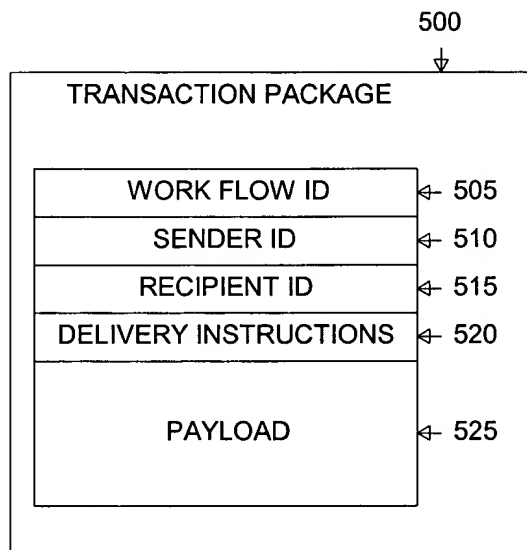 500
TRANSACTION PACKAGE
WORK FLOW ID 505
SENDER ID 510
RECIPIENT ID 515
DELIVERY INSTRUCTIONS 520
PAYLOAD 525